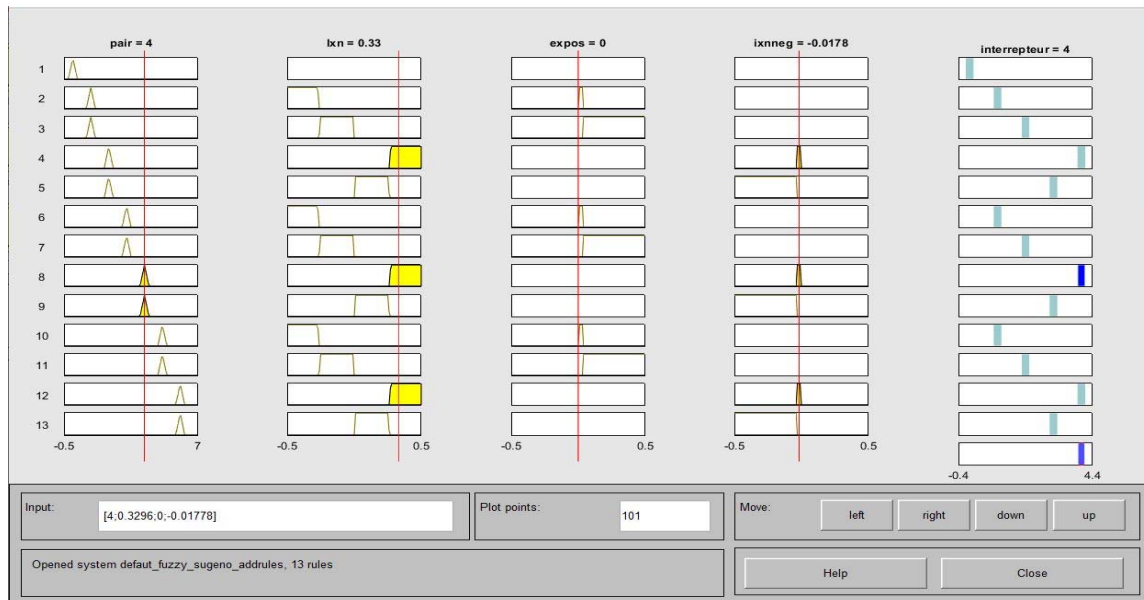 pair = 4
Ixn = 0.33
expos = 0
ixnneg = -0.0178
interrepteur = 4
1
2
3
4
5
6
7
8
9
10
11
12
13
-0.5 7
-0.5 0.5
-0.5 0.5
-0.5 0.5
-0.4 4.4
Input:
[4;0.3296;0;-0.01778]
Plot points:
101
Move:
left
right
down
up
Opened system defaut_fuzzy_sugeno_addrules, 13 rules
Help
Close